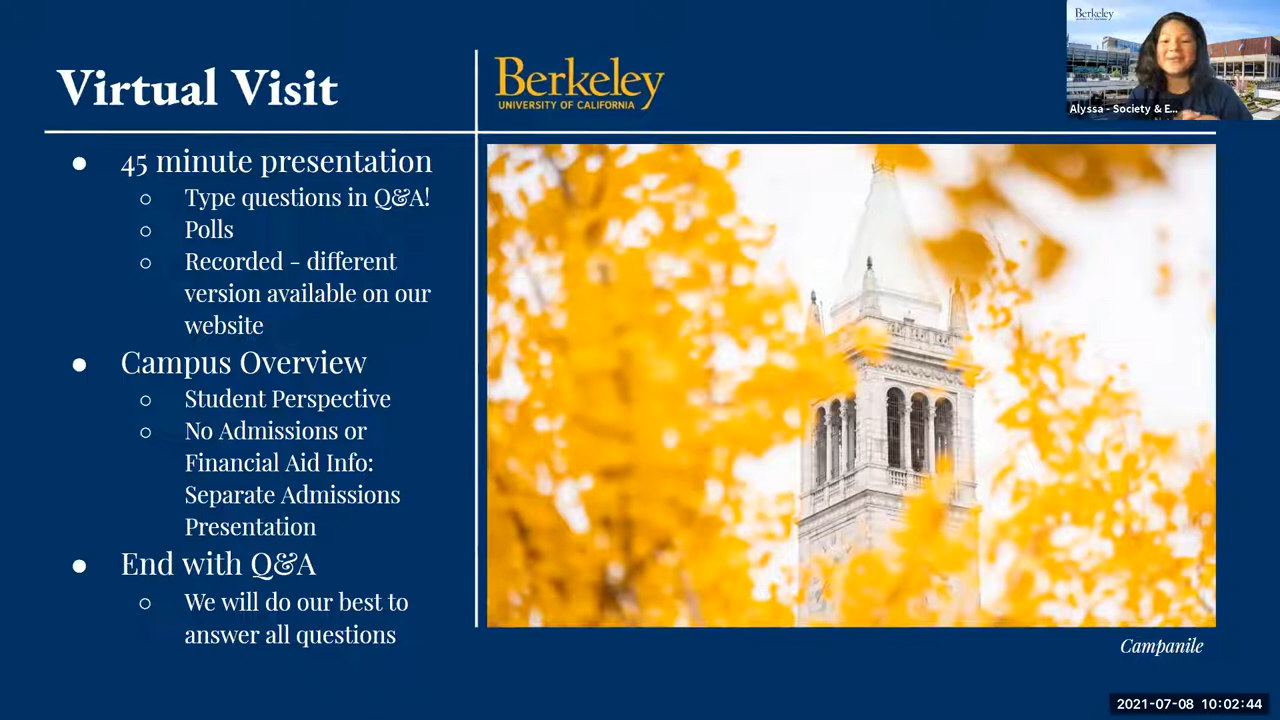 Virtual Visit
Berkeley
UNIVERSITY OF CALIFORNIA
Berkeley
Alyssa - Society & E...
● 45 minute presentation
○ Type questions in Q&A!
○ Polls
○ Recorded - different
version available on our
website
● Campus Overview
○ Student Perspective
○ No Admissions or
Financial Aid Info:
Separate Admissions
Presentation
● End with Q&A
○ We will do our best to
answer all questions
Campanile
2021-07-08 10:02:44